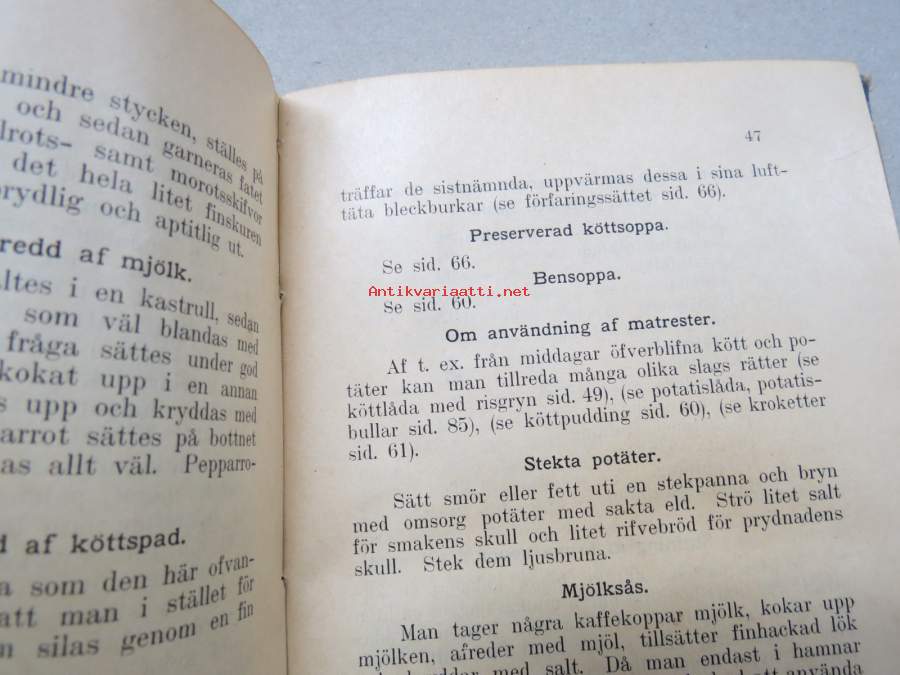 mindre stycken, ställes på
och sedan garneras fatet
lrots- samt morotsskifvor
det hela litet finskuren
prydlig och aptitlig ut.
redd af mjölk.
ältes i en kastrull, sedan
som väl blandas med
fråga sättes under god
kokat upp i en annan
s upp och kryddas med
arrot sättes på bottnet
as allt väl. Pepparro-
d af köttspad.
a som den här ofvan-
att man i stället för
n silas genom en fin
47
träffar de sistnämnda, uppvärmas dessa i sina luft-
täta bleckburkar (se förfaringssättet sid. 66).
Preserverad köttsoppa.
Se sid. 66.
Bensoppa.
Antikvariaatti.net
Se sid. 60.
Om användning af matrester.
Af t. ex. från middagar öfverblifna kött och po-
täter kan man tillreda många olika slags rätter (se
köttlåda med risgryn sid. 49), (se potatislåda, potatis-
bullar sid. 85), (se köttpudding sid. 60), (se kroketter
sid. 61).
Stekta potäter.
Sätt smör eller fett uti en stekpanna och bryn
med omsorg potäter med sakta eld. Strö litet salt
för smakens skull och litet rifvebröd för prydnadens
skull. Stek dem ljusbruna.
Mjölksås.
Man tager några kaffekoppar mjölk, kokar upp
mjölken, afreder med mjöl, tillsätter finhackad lök
med salt. Då man endast i hamnar
att använda